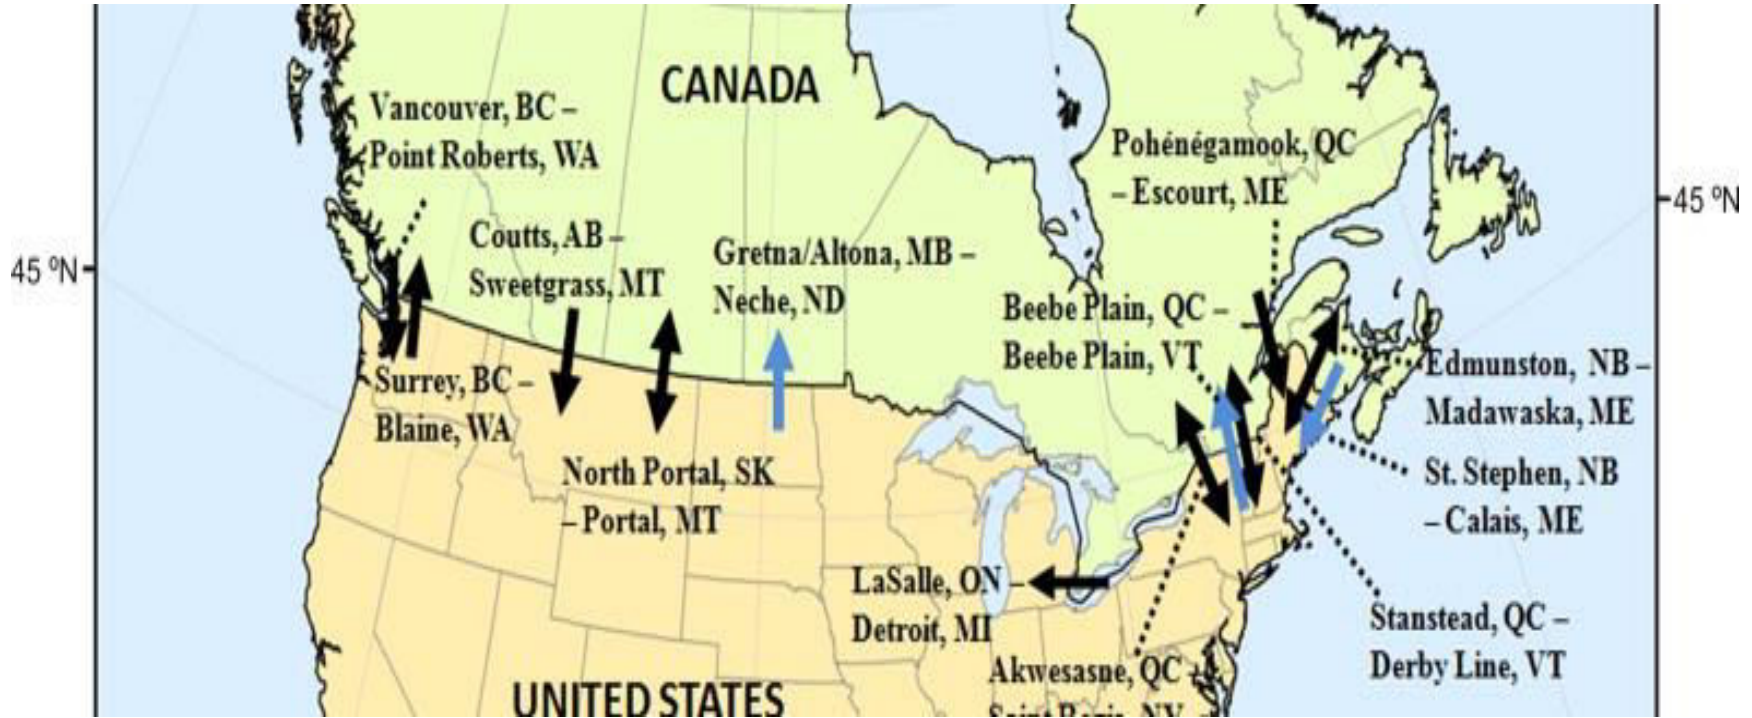 CANADA
Vancouver, BC –
Point Roberts, WA
Pohénégamook, QC
– Escourt, ME
45 ºN
45 ºN
Coutts, AB –
Sweetgrass, MT
Gretna/Altona, MB –
Neche, ND
Beebe Plain, QC –
Beebe Plain, VT
Surrey, BC –
Blaine, WA
Edmunston, NB –
Madawaska, ME
North Portal, SK
– Portal, MT
St. Stephen, NB
– Calais, ME
LaSalle, ON –
Detroit, MI
Stanstead, QC –
Derby Line, VT
Akwesasne, QC –
Saint Regis, NY –
UNITED STATES